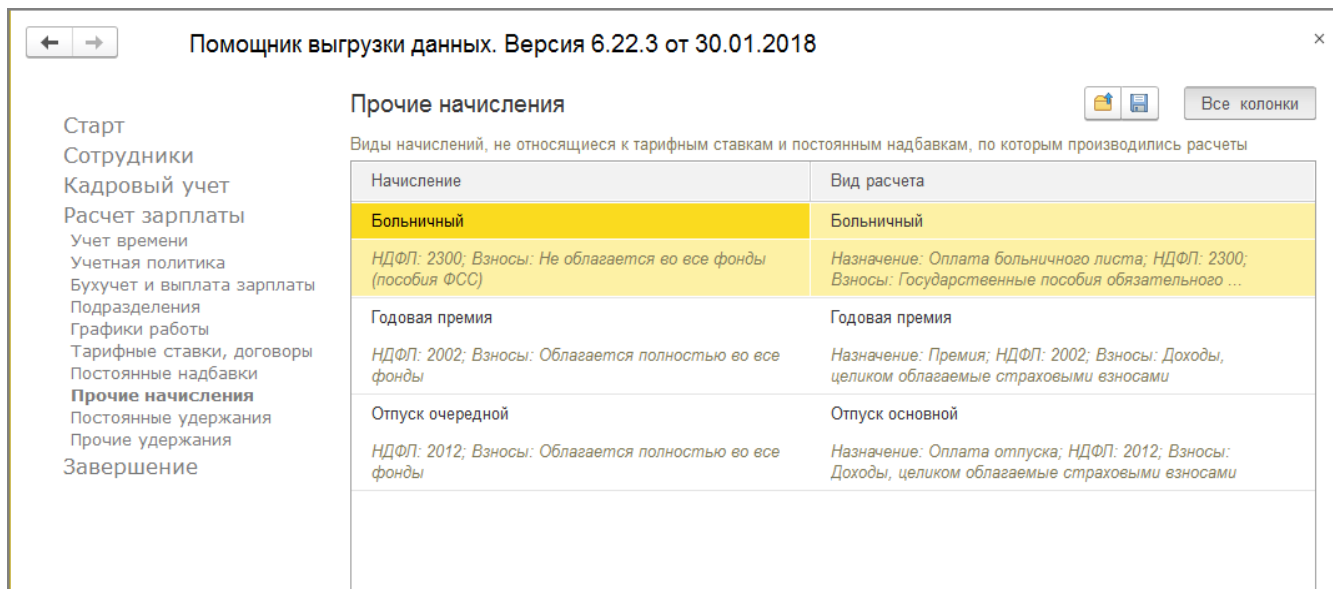 Помощник выгрузки данных. Версия 6.22.3 от 30.01.2018
Старт
Сотрудники
Кадровый учет
Расчет зарплаты
Учет времени
Учетная политика
Бухучет и выплата зарплаты
Подразделения
Графики работы
Тарифные ставки, договоры
Постоянные надбавки
Прочие начисления
Постоянные удержания
Прочие удержания
Завершение
Прочие начисления
Все колонки
Виды начислений, не относящиеся к тарифным ставкам и постоянным надбавкам, по которым производились расчеты
Начисление
Вид расчета
Больничный
Больничный
НДФЛ: 2300; Взносы: Не облагается во все фонды
(пособия ФСС)
Назначение: Оплата больничного листа; НДФЛ: 2300;
Взносы: Государственные пособия обязательного ...
Годовая премия
Годовая премия
НДФЛ: 2002; Взносы: Облагается полностью во все
фонды
Назначение: Премия; НДФЛ: 2002; Взносы: Доходы,
целиком облагаемые страховыми взносами
Отпуск очередной
Отпуск основной
НДФЛ: 2012; Взносы: Облагается полностью во все
фонды
Назначение: Оплата отпуска; НДФЛ: 2012; Взносы:
Доходы, целиком облагаемые страховыми взносами